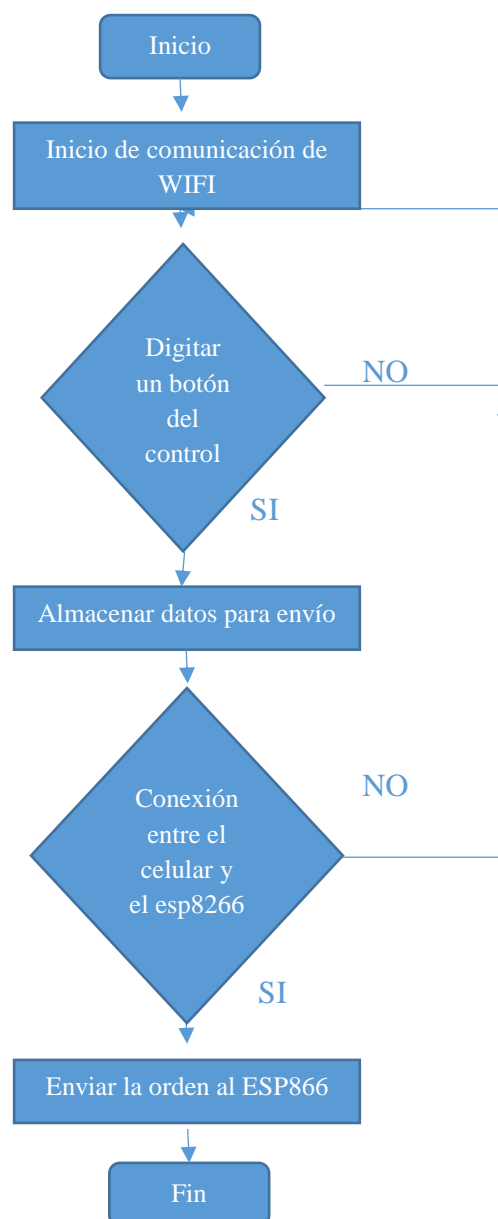 Inicio
Inicio de comunicación de
WIFI
Digitar
un botón
del
control
NO
SI
Almacenar datos para envío
Conexión
entre el
celular y
el esp8266
NO
SI
Enviar la orden al ESP866
Fin